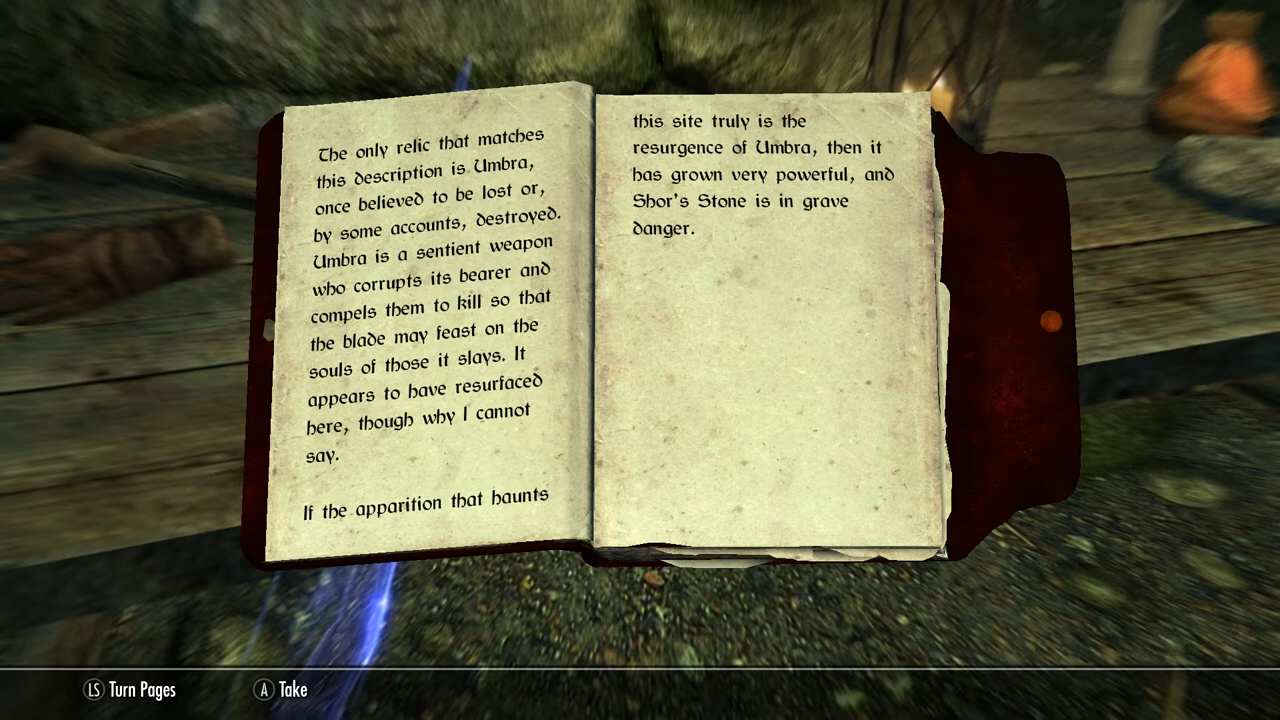 The only relic that matches
this description is Umbra,
once believed to be lost or,
by some accounts, destroyed.
Umbra is a sentient weapon
who corrupts its bearer and
compels them to kill so that
the blade may feast on the
souls of those it slays. It
appears to have resurfaced
here, though why I cannot
say.
If the apparition that haunts
this site truly is the
resurgence of Umbra, then it
has grown very powerful, and
Shor's Stone is in grave
danger.
LS Turn Pages
A Take